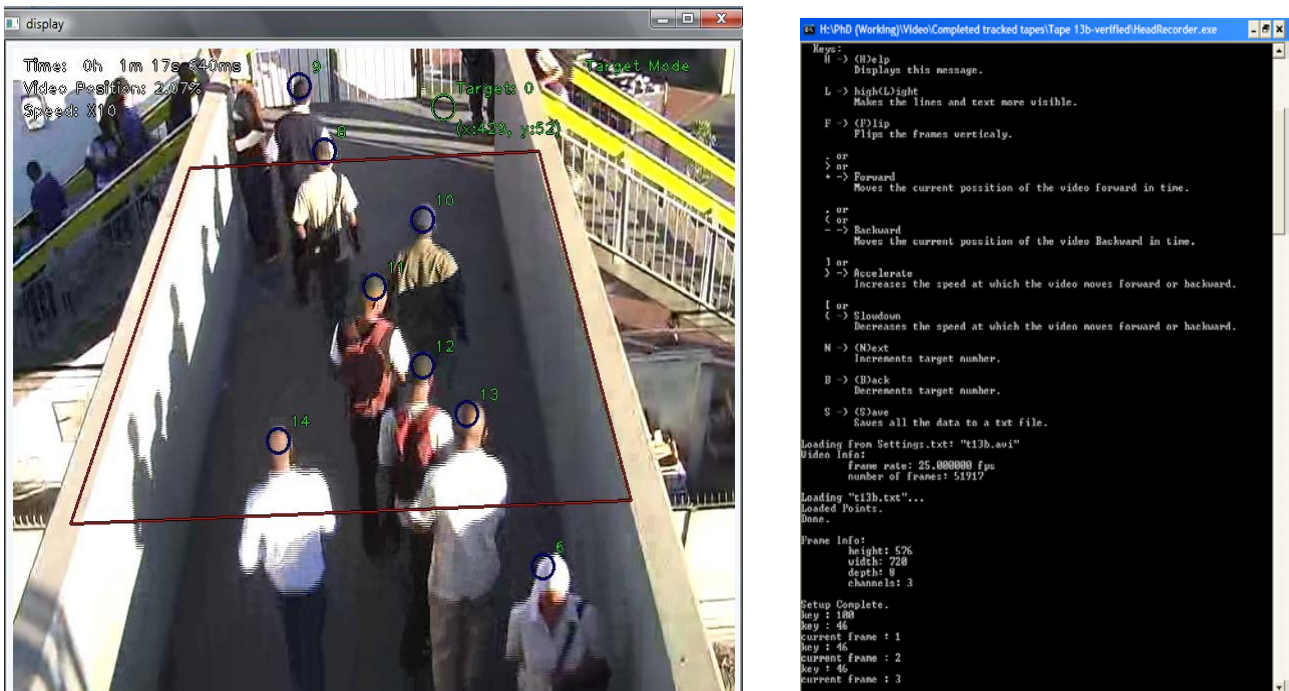 display
Time: 0h 1m 17s 640ms
Video Position: 2.07%
Speed: X10
Target Mode
Target: 0
(x:429, y:52)
9
8
10
11
12
13
14
6
H:\PhD (Working)\Video\Completed tracked tapes\Tape 13b-verified\HeadRecorder.exe
Keys:
H -> (H)elp
Displays this message.
L -> high(L)ight
Makes the lines and text more visible.
F -> (F)lip
Flips the frames verticaly.
. or
> or
+ -> Forward
Moves the current possition of the video forward in time.
, or
< or
- -> Backward
Moves the current possition of the video Backward in time.
] or
} -> Accelerate
Increases the speed at which the video moves forward or backward.
[ or
{ -> Slowdown
Decreases the speed at which the video moves forward or backward.
N -> (N)ext
Increments target number.
B -> (B)ack
Decrements target number.
S -> (S)ave
Saves all the data to a txt file.
Loading from Settings.txt: "t13b.avi"
Video Info:
frame rate: 25.000000 fps
number of frames: 51917
Loading "t13b.txt"...
Loaded Points.
Done.
Frame Info:
height: 576
width: 720
depth: 8
channels: 3
Setup Complete.
key : 100
key : 46
current frame : 1
key : 46
current frame : 2
key : 46
current frame : 3